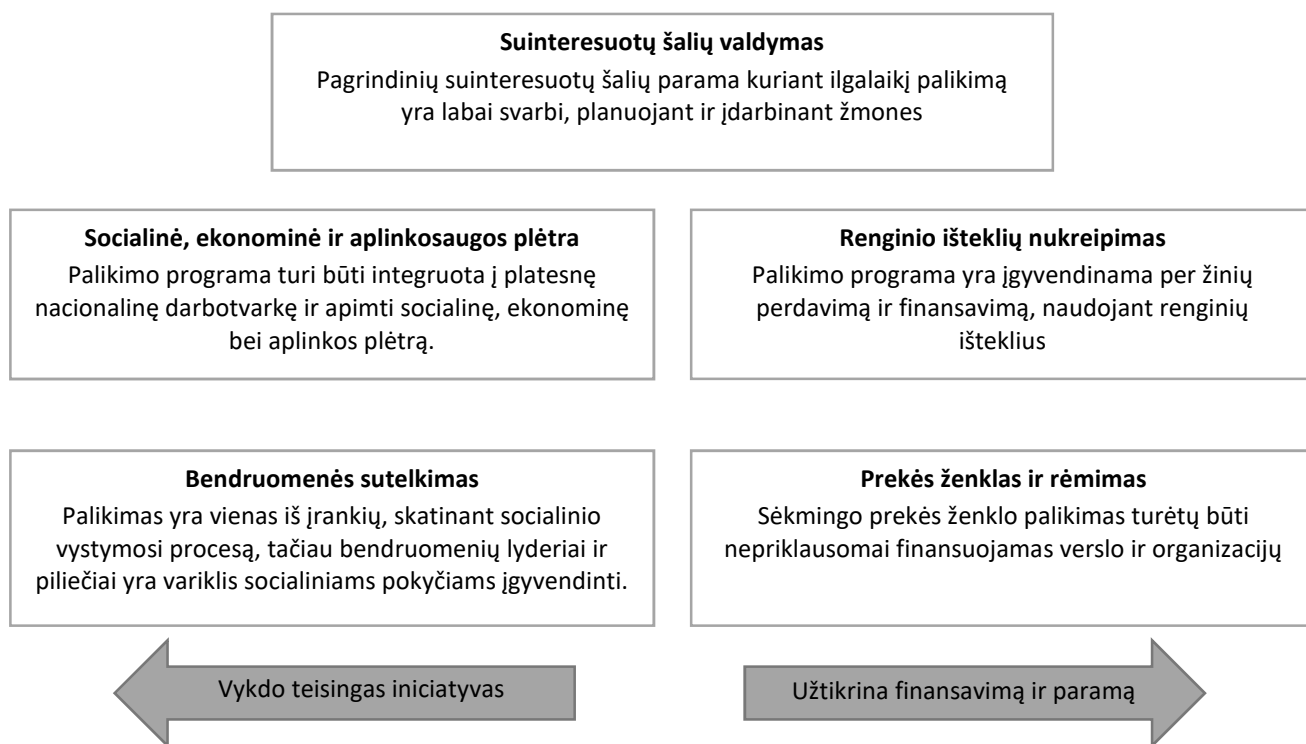 Suinteresuotų šalių valdymas
Pagrindinių suinteresuotų šalių parama kuriant ilgalaikį palikimą
yra labai svarbi, planuojant ir įdarbinant žmones
Socialinė, ekonominė ir aplinkosaugos plėtra
Palikimo programa turi būti integruota į platesnę
nacionalinę darbotvarkę ir apimti socialinę, ekonominę
bei aplinkos plėtrą.
Renginio išteklių nukreipimas
Palikimo programa yra įgyvendinama per žinių
perdavimą ir finansavimą, naudojant renginių
išteklius
Bendruomenės sutelkimas
Palikimas yra vienas iš įrankių, skatinant socialinio
vystymosi procesą, tačiau bendruomenių lyderiai ir
piliečiai yra variklis socialiniams pokyčiams įgyvendinti.
Prekės ženklas ir rėmimas
Sėkmingo prekės ženklo palikimas turėtų būti
nepriklausomai finansuojamas verslo ir organizacijų
Vykdo teisingas iniciatyvas
Užtikrina finansavimą ir paramą